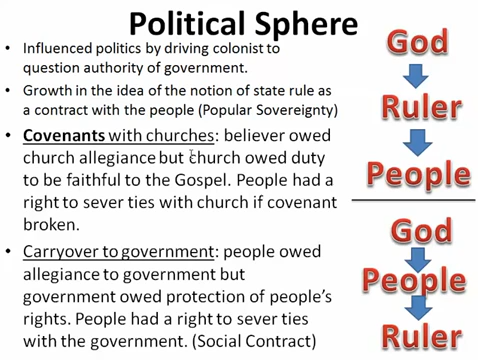 Political Sphere
• Influenced politics by driving colonist to
question authority of government.
• Growth in the idea of the notion of state rule as
a contract with the people (Popular Sovereignty)
• Covenants with churches: believer owed
church allegiance but church owed duty
to be faithful to the Gospel. People had a
right to sever ties with church if covenant
broken.
• Carryover to government: people owed
allegiance to government but
government owed protection of people's
rights. People had a right to sever ties
with the government. (Social Contract)
God
Ruler
People
God
People
Ruler